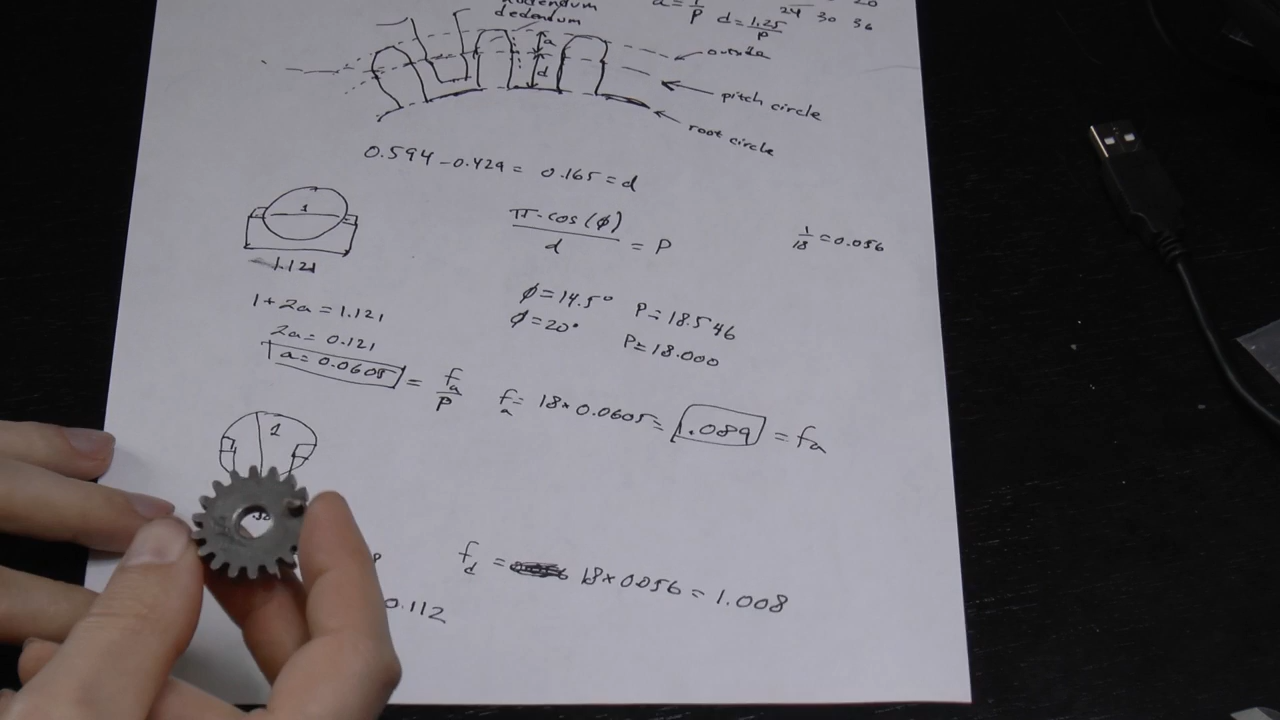 dedendum
a = 1/P d = 1.25/P
24 30 36
20
a
d
pitch circle
root circle
0.594 - 0.429 = 0.165 = d
1
1.121
π · cos(ϕ) / d = P
1/18 = 0.056
1 + 2a = 1.121
2a = 0.121
a = 0.0605 = fa/P fa = 18 * 0.0605 = 1.089 = fa
ϕ = 14.5° P = 18.546
ϕ = 20° P = 18.000
1
fd = 18 * 0.056 = 1.008
0.112